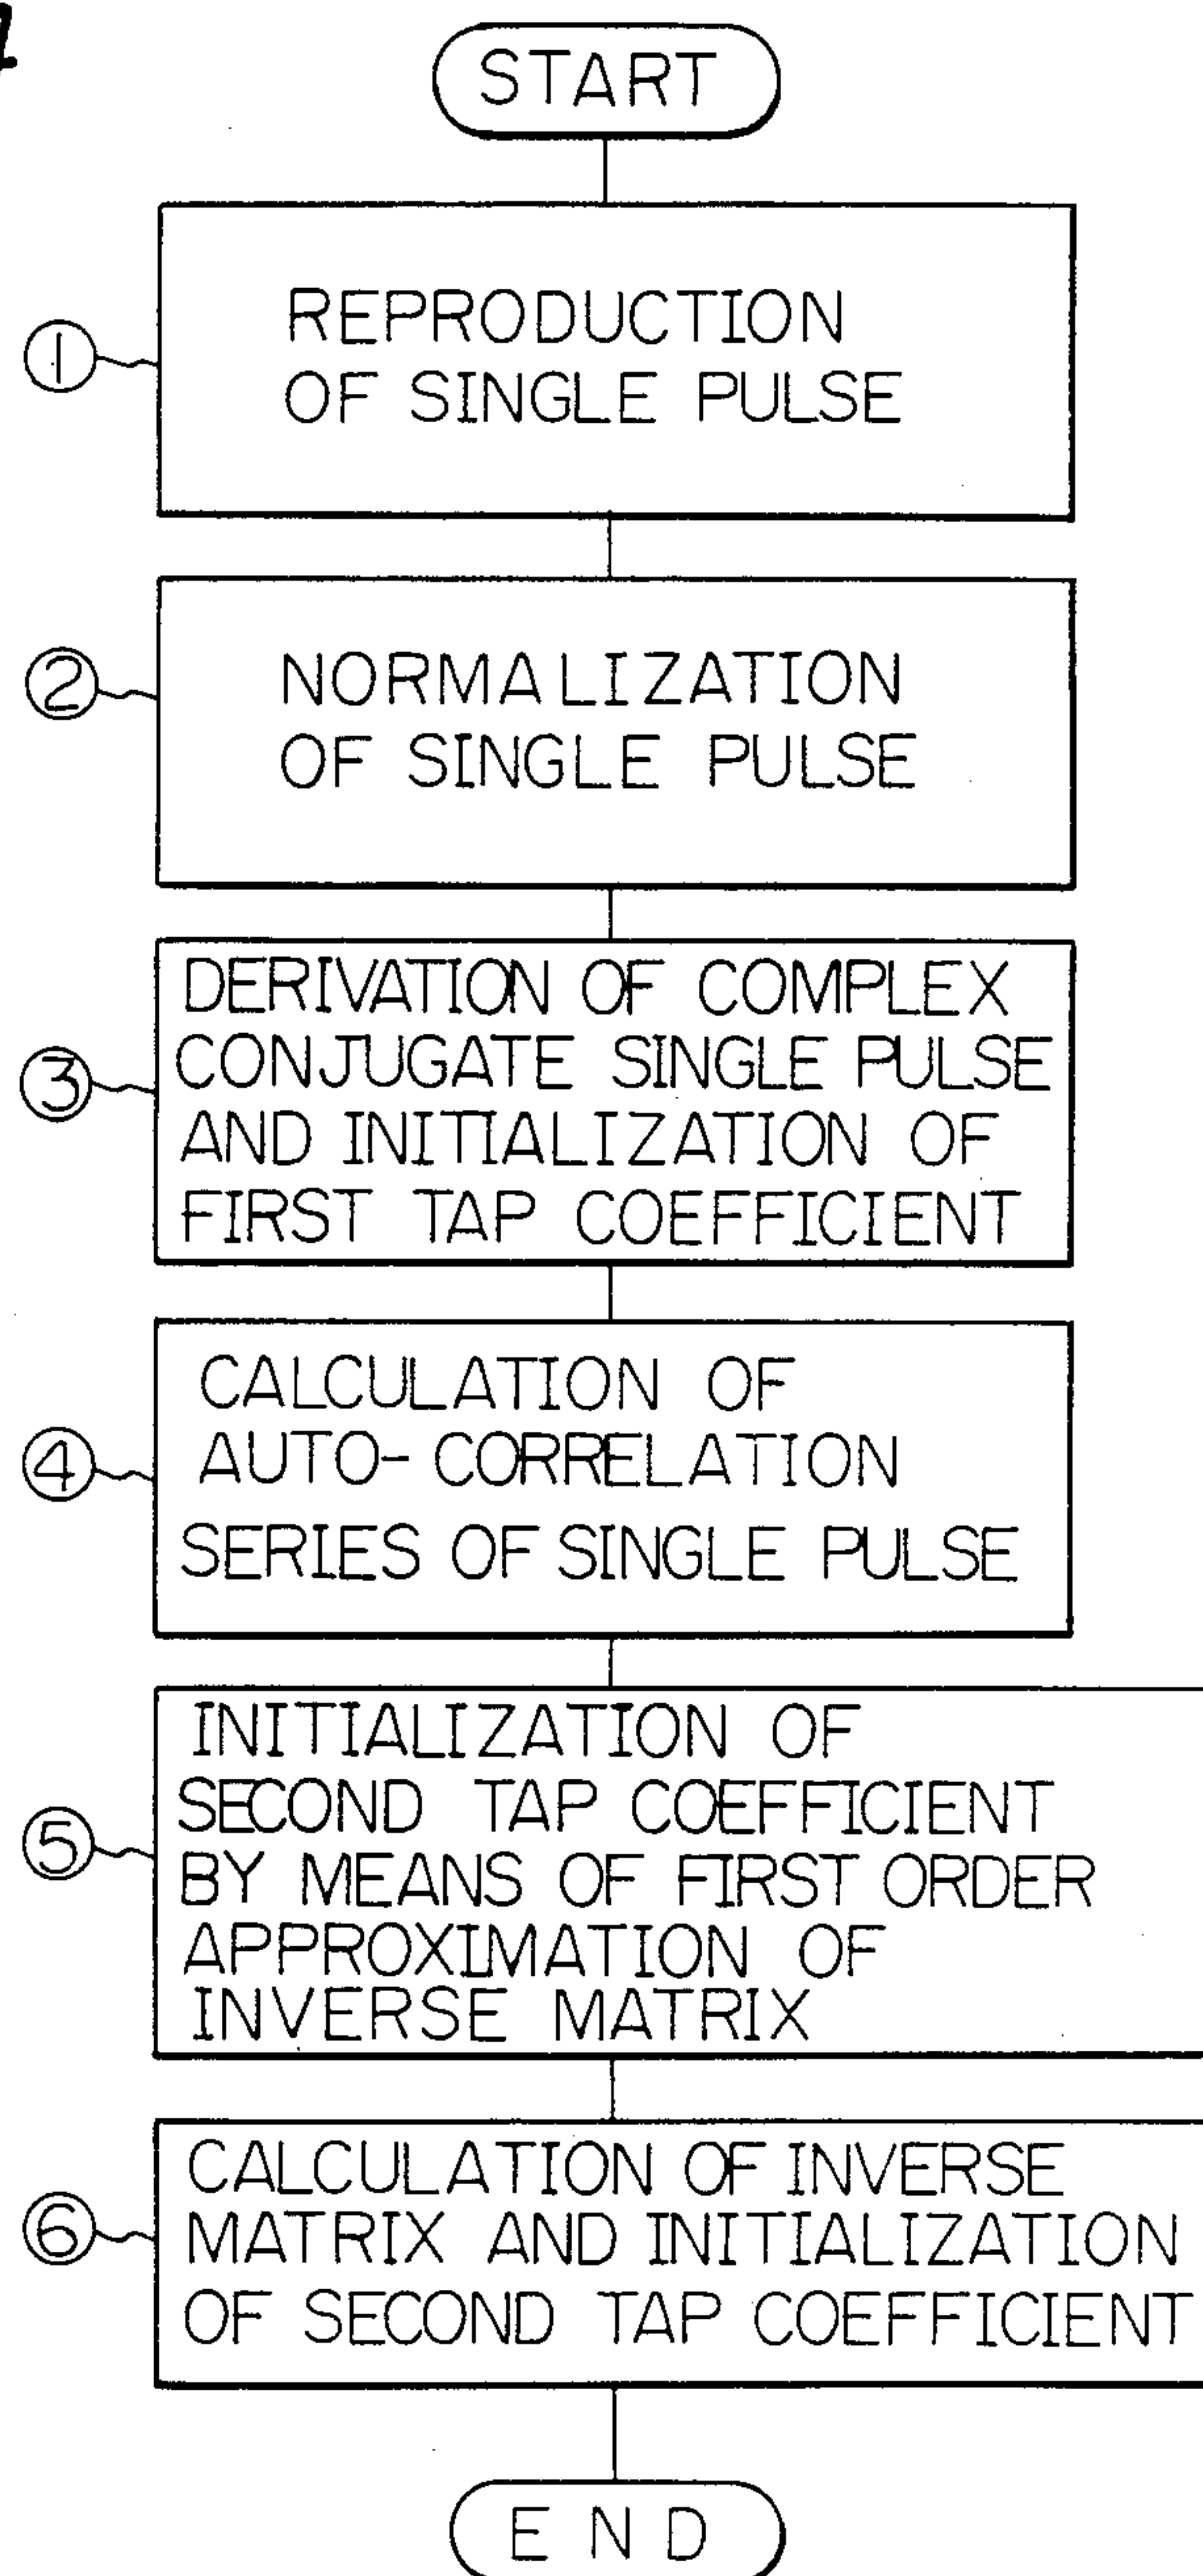 START
①
REPRODUCTION
OF SINGLE PULSE
②
NORMALIZATION
OF SINGLE PULSE
③
DERIVATION OF COMPLEX
CONJUGATE SINGLE PULSE
AND INITIALIZATION OF
FIRST TAP COEFFICIENT
④
CALCULATION OF
AUTO-CORRELATION
SERIES OF SINGLE PULSE
⑤
INITIALIZATION OF
SECOND TAP COEFFICIENT
BY MEANS OF FIRST ORDER
APPROXIMATION OF
INVERSE MATRIX
⑥
CALCULATION OF INVERSE
MATRIX AND INITIALIZATION
OF SECOND TAP COEFFICIENT
END